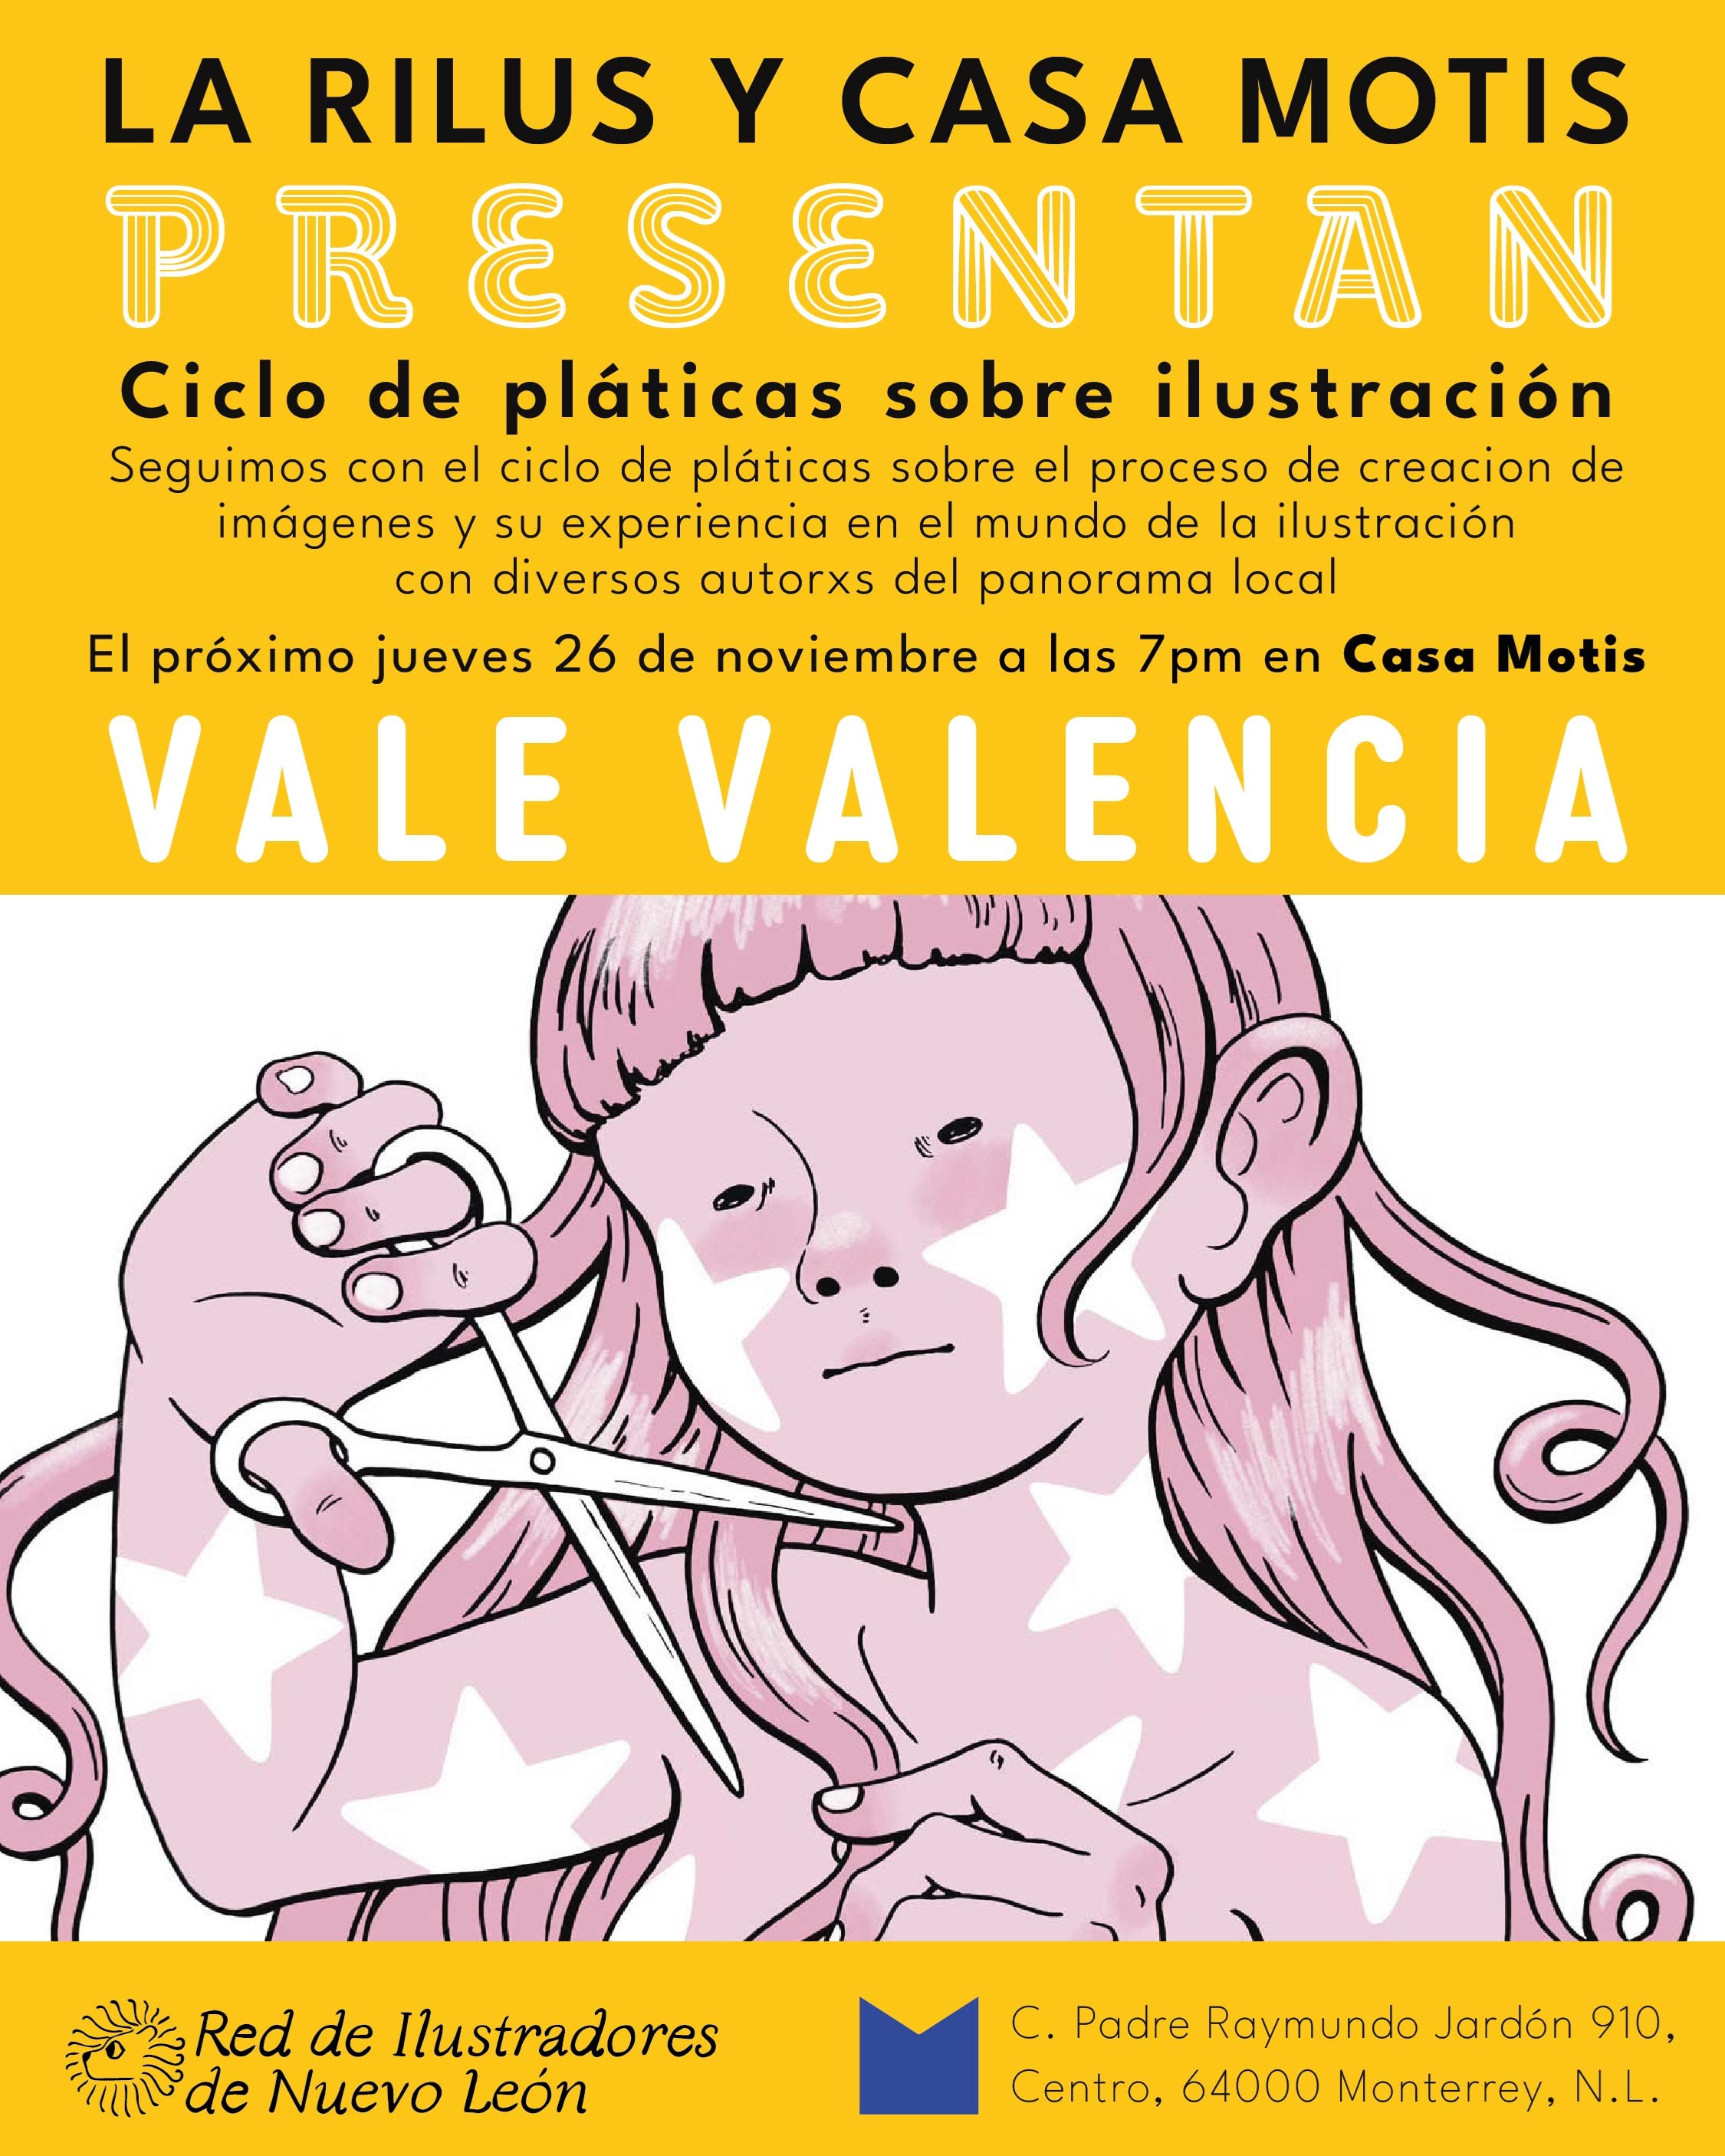 LA RILUS Y CASA MOTIS
PRESENTAN
Ciclo de pláticas sobre ilustración
Seguimos con el ciclo de pláticas sobre el proceso de creacion de
imágenes y su experiencia en el mundo de la ilustración
con diversos autorxs del panorama local
El próximo jueves 26 de noviembre a las 7pm en Casa Motis
VALE VALENCIA
Red de Ilustradores
de Nuevo León
C. Padre Raymundo Jardón 910,
Centro, 64000 Monterrey, N.L.